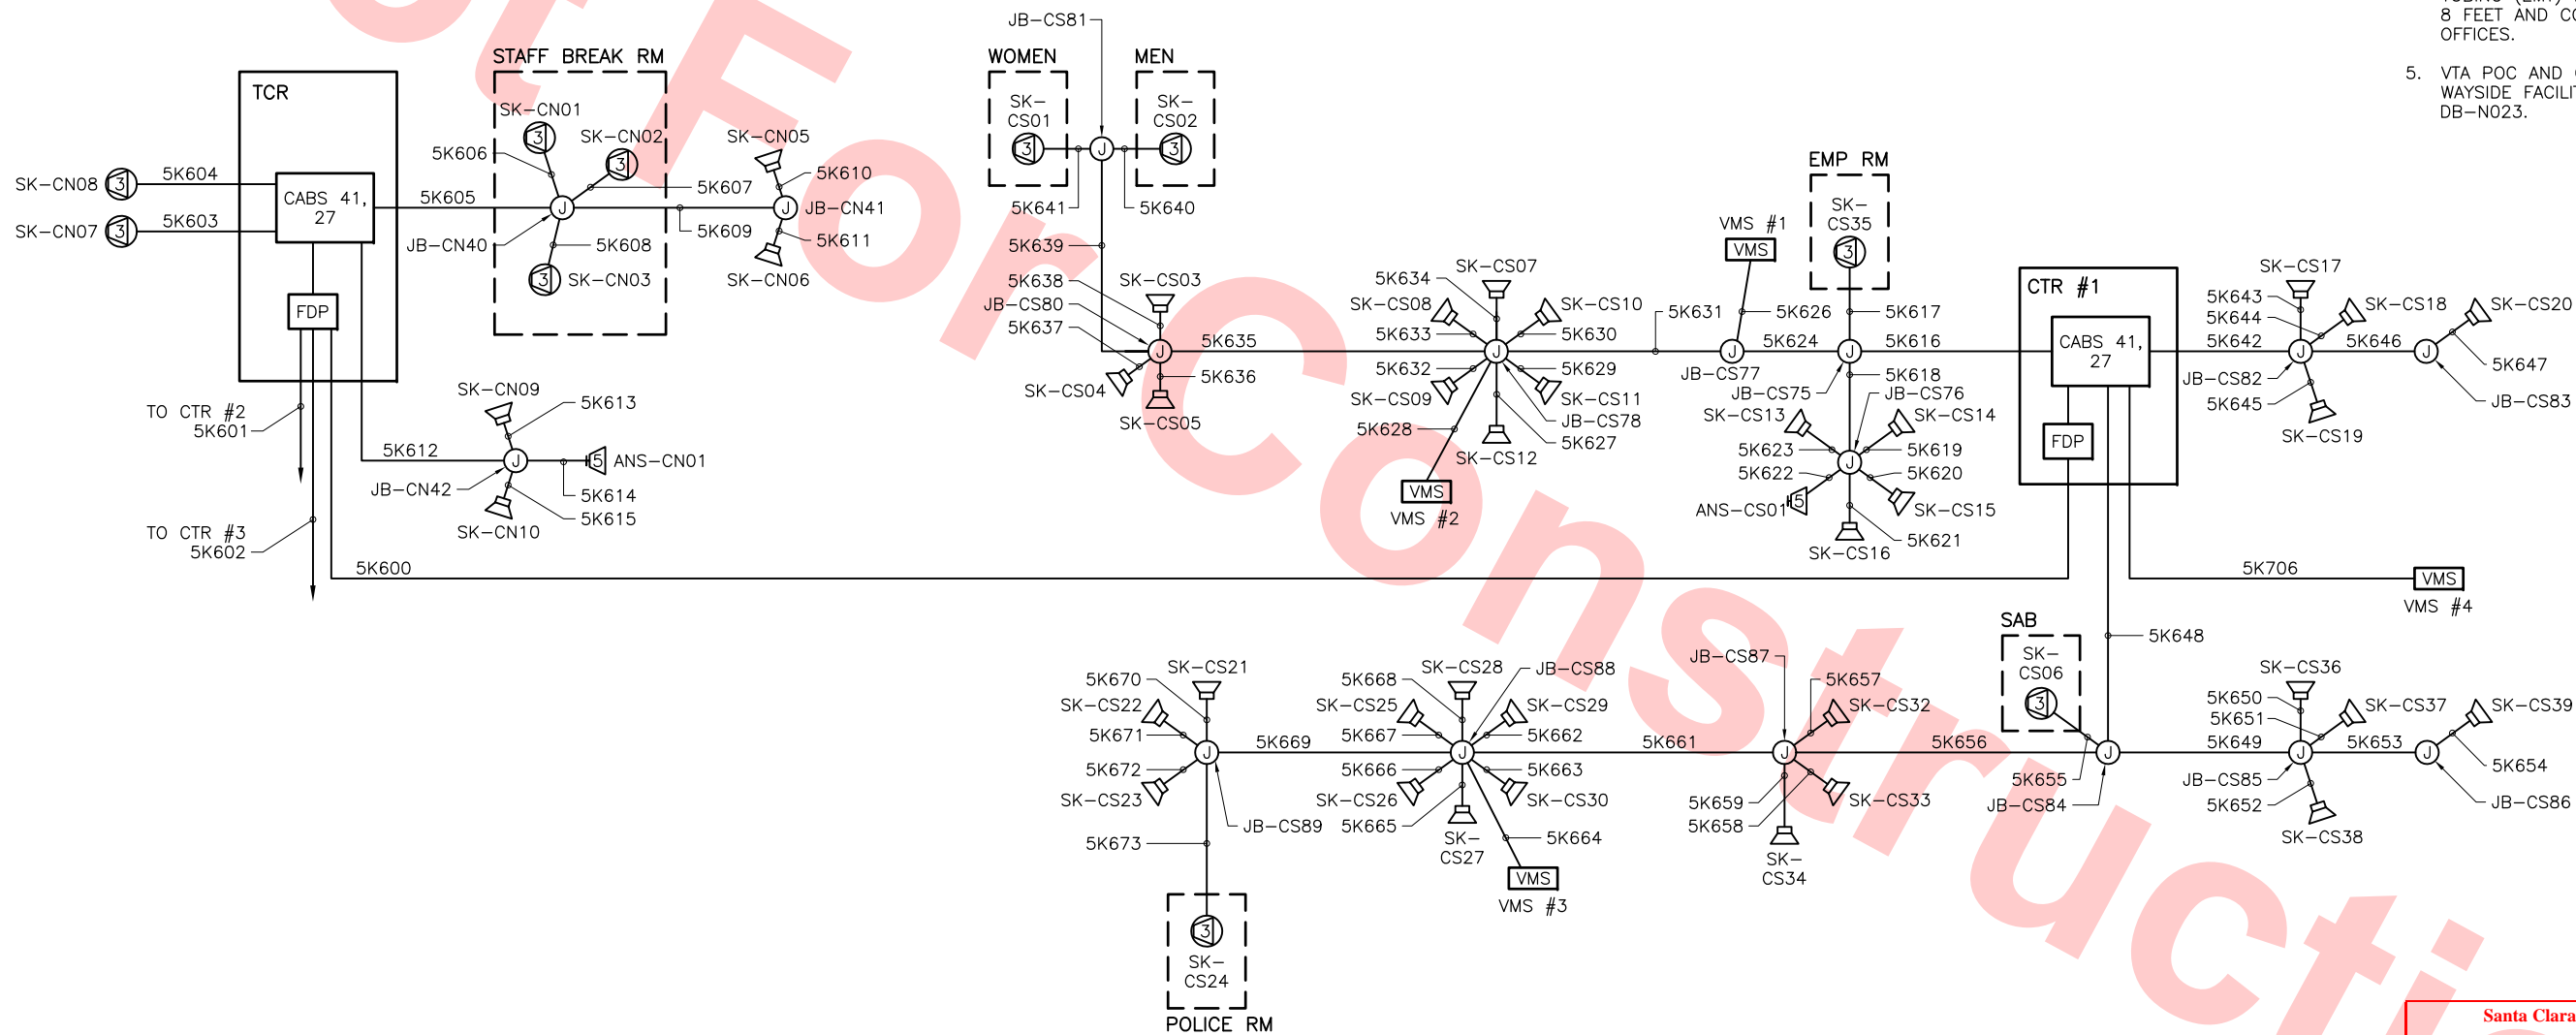 8 FEET AND
OFFICES.
5. VTA POC AND
WAYSIDE
DB-N023.
JB-CS81
STAFF BREAK RM
WOMEN
MEN
TCR
SK-CN01
SK-CN02
SK-CN05
SK-
CS01
SK-
CS02
5K606
5K604
SK-CN08
3
CABS 41,
27
5K605
5K607
5K610
JB-CN41
5K603
SK-CN07
3
JB-CN40
5K608
5K609
5K611
SK-CN03
SK-CN06
FDP
5K641
5K640
5K639
5K638
SK-CS03
JB-CS80
5K637
5K635
5K636
SK-CS04
SK-CS05
5K634
SK-CS07
SK-CS08
SK-CS10
5K633
5K630
5K632
5K629
SK-CS09
SK-CS11
JB-CS78
5K628
5K627
SK-CS12
VMS
VMS #2
5K631
VMS #1
VMS
5K626
5K624
JB-CS77
EMP RM
SK-
CS35
3
5K617
5K616
JB-CS75
5K618
JB-CS76
SK-CS13
SK-CS14
5K623
5K619
5K622
5K620
ANS-CS01
5
SK-CS15
SK-CS16
5K621
CTR #1
CABS 41,
27
FDP
SK-CS17
5K643
5K644
SK-CS18
SK-CS20
5K642
5K646
5K647
JB-CS82
5K645
JB-CS83
SK-CS19
TO CTR #2
5K601
SK-CN09
5K613
5K612
J
5
ANS-CN01
JB-CN42
5K614
5K615
SK-CN10
TO CTR #3
5K602
5K600
5K706
VMS
VMS #4
SAB
SK-
CS06
3
5K648
SK-CS21
5K670
SK-CS22
5K671
5K672
SK-CS23
5K669
JB-CS89
5K673
3
SK-
CS24
POLICE RM
SK-CS28
JB-CS88
5K668
SK-CS25
SK-CS29
5K667
5K662
5K666
5K663
SK-CS26
SK-CS30
5K665
SK-
CS27
5K664
VMS
VMS #3
5K661
JB-CS87
5K657
SK-CS32
5K656
5K659
5K658
SK-CS33
SK-
CS34
5K655
JB-CS84
SK-CS36
5K650
5K651
SK-CS37
SK-CS39
5K649
5K653
5K654
JB-CS85
5K652
JB-CS86
SK-CS38
Santa Clara
For Construction